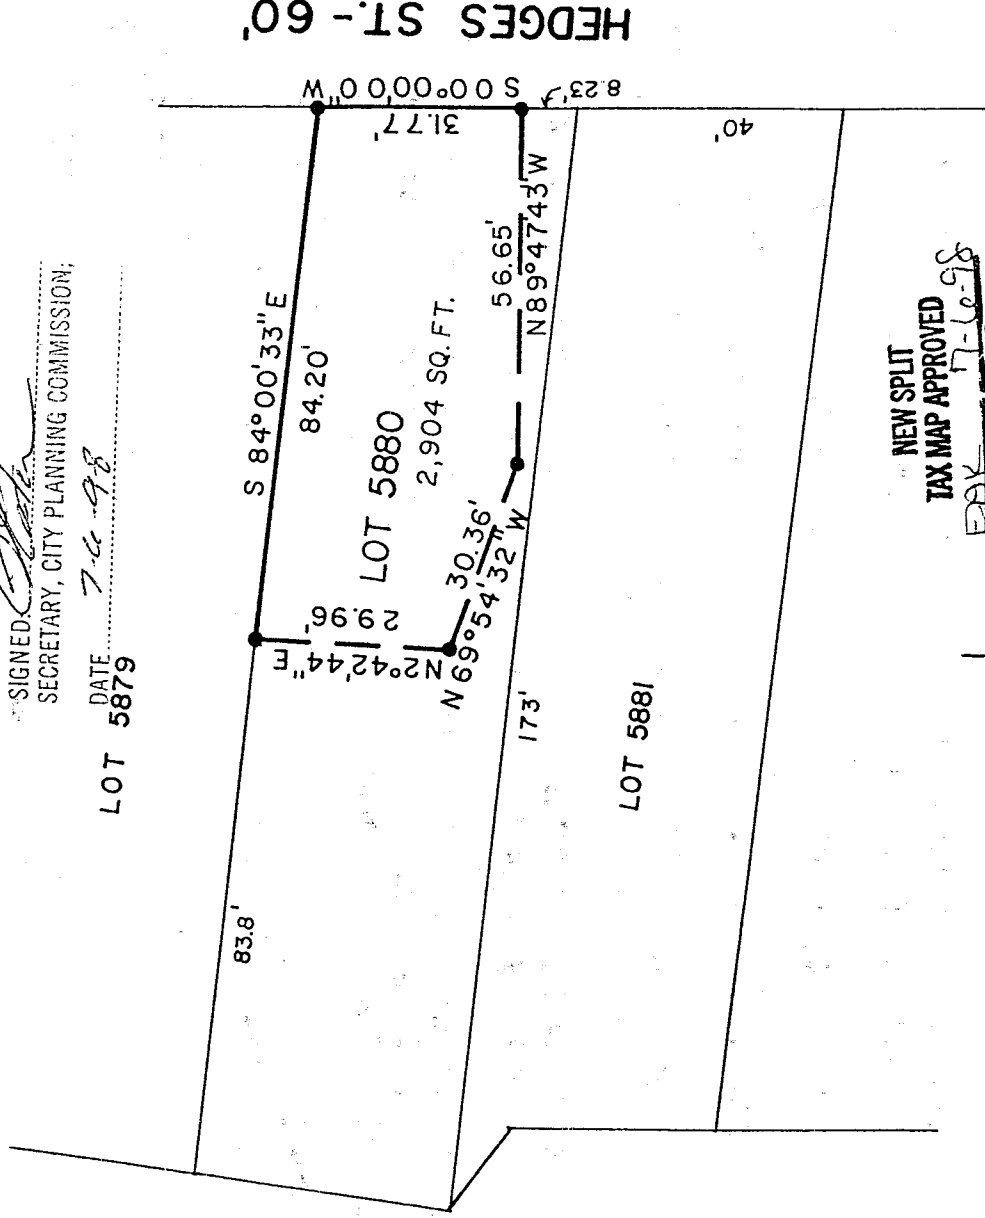 HEDGES ST.- 60'
SIGNED
SECRETARY, CITY PLANNING COMMISSION,
DATE 7-6-98
LOT 5879
S 00°00'00" W
31.77'
8.23'
40'
S 84°00'33" E
84.20'
LOT 5880
2,904 SQ. FT.
56.65'
N89°47'43'W
30.36'
N 69°54'32" W
29.96'
N2°42'44"E
173'
83.8'
LOT 5881
NEW SPLIT
TAX MAP APPROVED
7-6-98